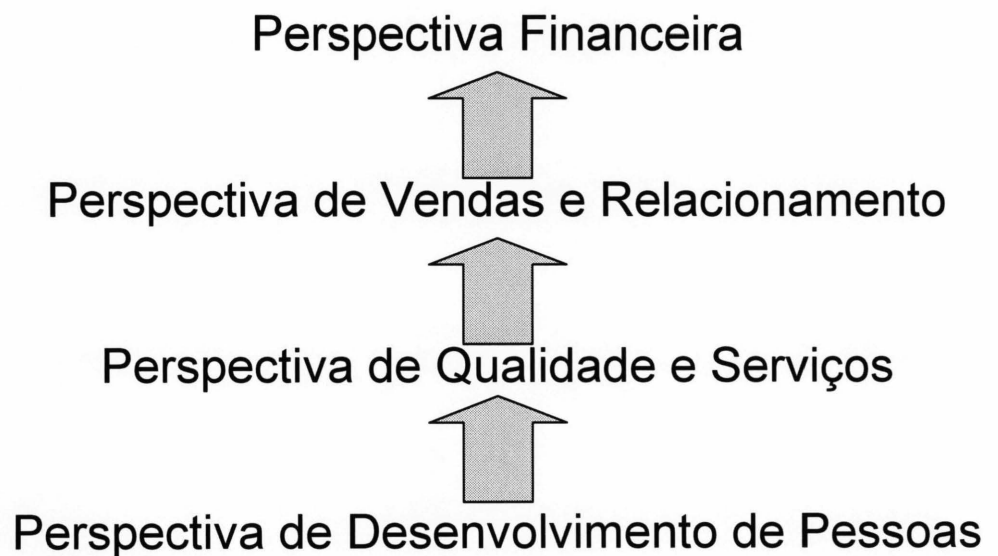 Perspectiva Financeira
Perspectiva de Vendas e Relacionamento
Perspectiva de Qualidade e Serviços
Perspectiva de Desenvolvimento de Pessoas